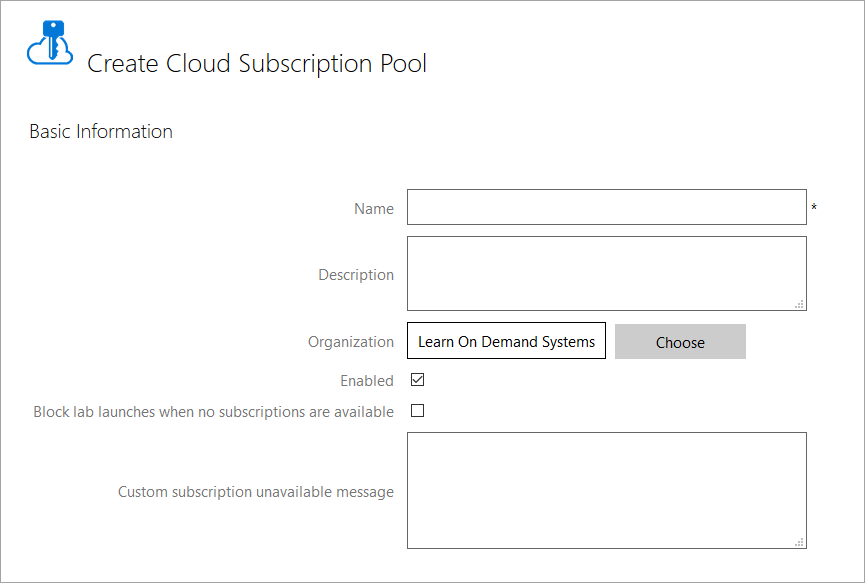 Create Cloud Subscription Pool
Basic Information
Name *
Description
Organization Learn On Demand Systems Choose
Enabled
Block lab launches when no subscriptions are available
Custom subscription unavailable message